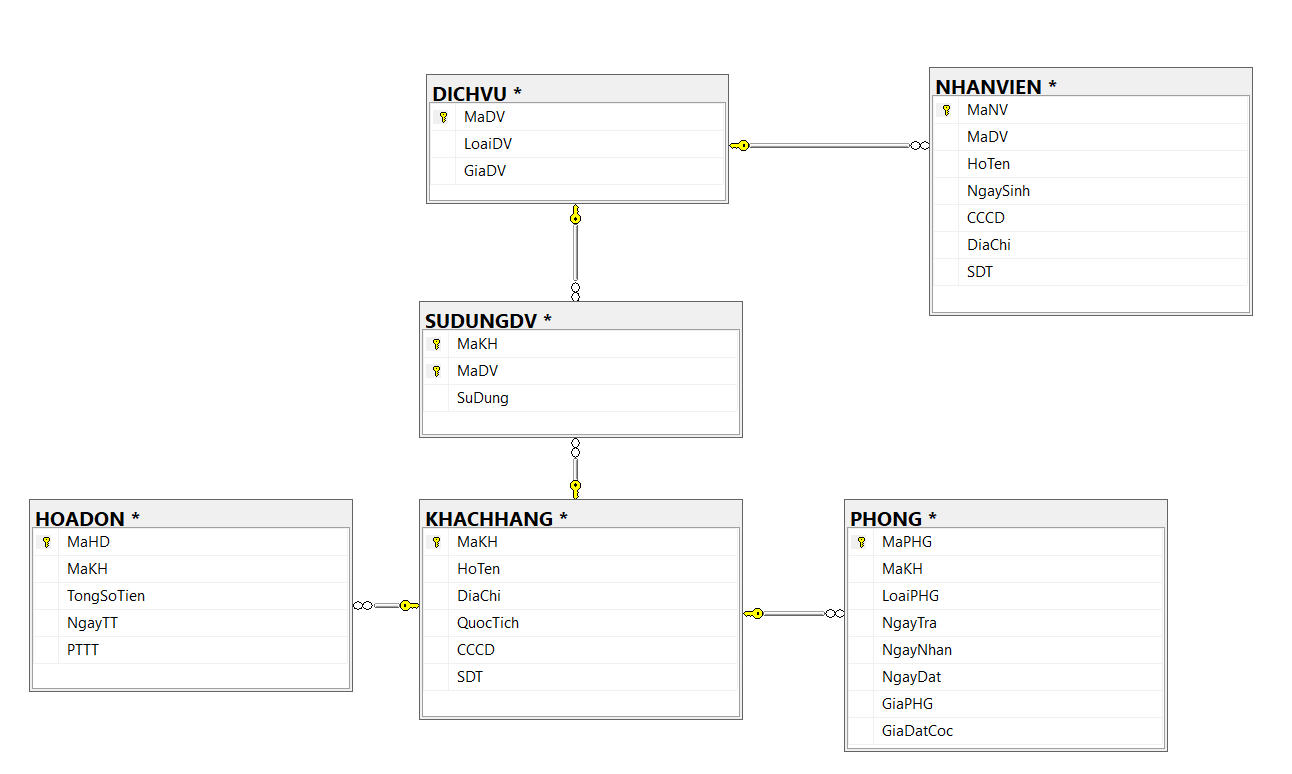 DICHVU *
MaDV
LoaiDV
GiaDV
NHANVIEN *
MaNV
MaDV
HoTen
NgaySinh
CCCD
DiaChi
SDT
SUDUNGDV *
MaKH
MaDV
SuDung
HOADON *
MaHD
MaKH
TongSoTien
NgayTT
PTTT
KHACHHANG *
MaKH
HoTen
DiaChi
QuocTich
CCCD
SDT
PHONG *
MaPHG
MaKH
LoaiPHG
NgayTra
NgayNhan
NgayDat
GiaPHG
GiaDatCoc